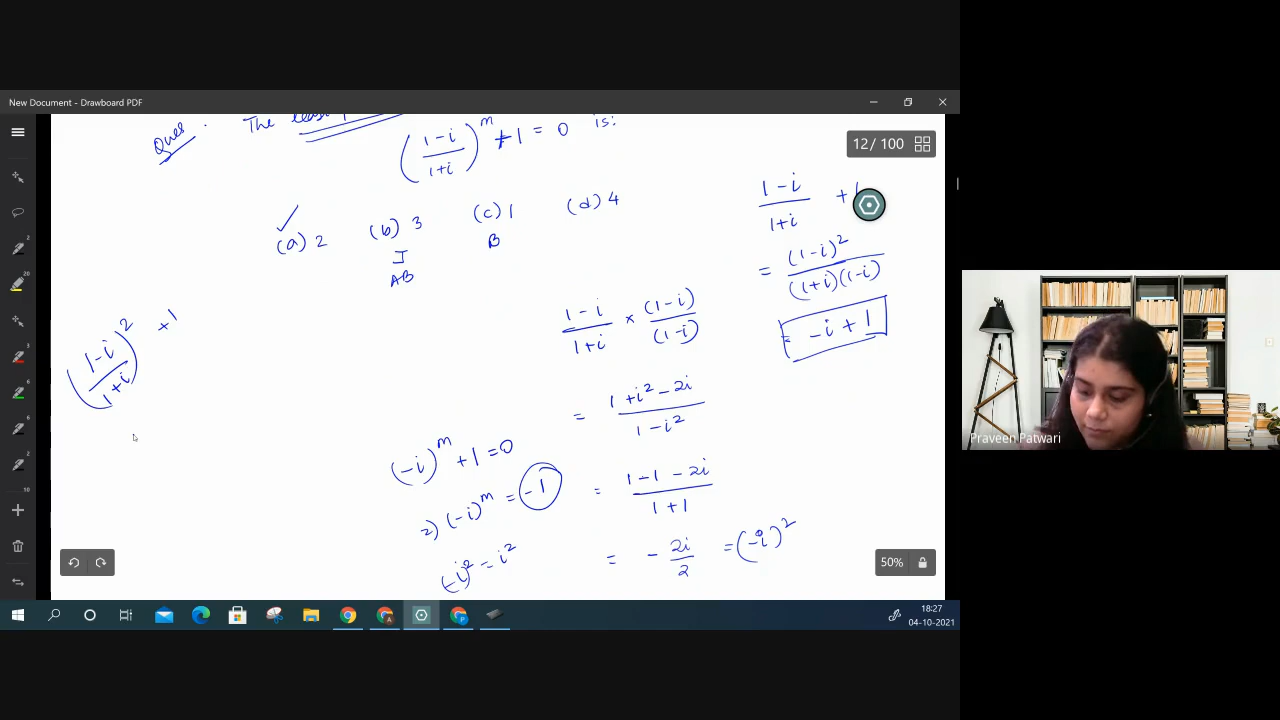 New Document - Drawboard PDF
Ques. The least
((1-i)/(1+i))^m +1 = 0 is:
12 / 100
(a) 2 (b) 3 (c) 1 (d) 4
I B
AB
(1-i)/(1+i) +1
= (1-i)^2/((1+i)(1-i))
= -i + 1
((1-i)/(1+i))^2 +1
(1-i)/(1+i) × (1-i)/(1-i)
= (1+i^2-2i)/(1-i^2)
(-i)^m +1 = 0
= (1-1-2i)/(1+1)
(-i)^m = -1
= -2i/2 = (-i)^2
(-i)^2 = i^2
50%
Praveen Patwari
18:27
04-10-2021